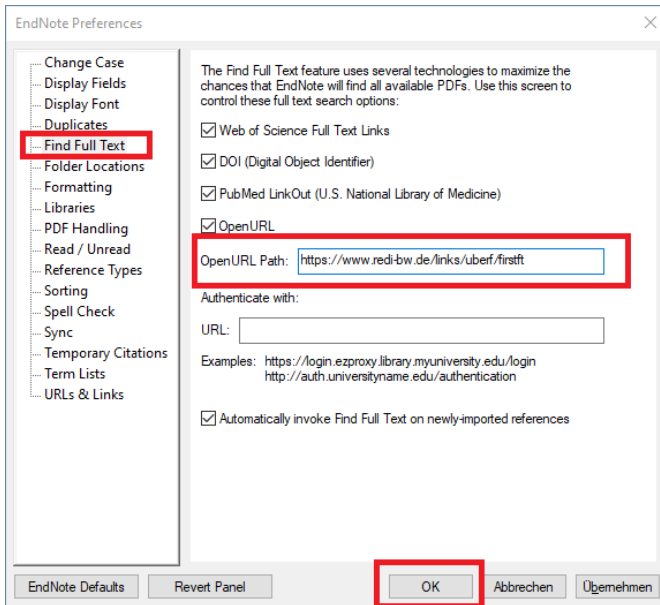 EndNote Preferences
Change Case
Display Fields
Display Font
Duplicates
Find Full Text
Folder Locations
Formatting
Libraries
PDF Handling
Read / Unread
Reference Types
Sorting
Spell Check
Sync
Temporary Citations
Term Lists
URLs & Links
The Find Full Text feature uses several technologies to maximize the
chances that EndNote will find all available PDFs. Use this screen to
control these full text search options:
Web of Science Full Text Links
DOI (Digital Object Identifier)
PubMed LinkOut (U.S. National Library of Medicine)
OpenURL
OpenURL Path: https://www.redi-bw.de/links/uberf/firstft
Authenticate with:
URL:
Examples: https://login.ezproxy.library.myuniversity.edu/login
http://auth.universityname.edu/authentication
Automatically invoke Find Full Text on newly-imported references
EndNote Defaults Revert Panel OK Abbrechen Übernehmen